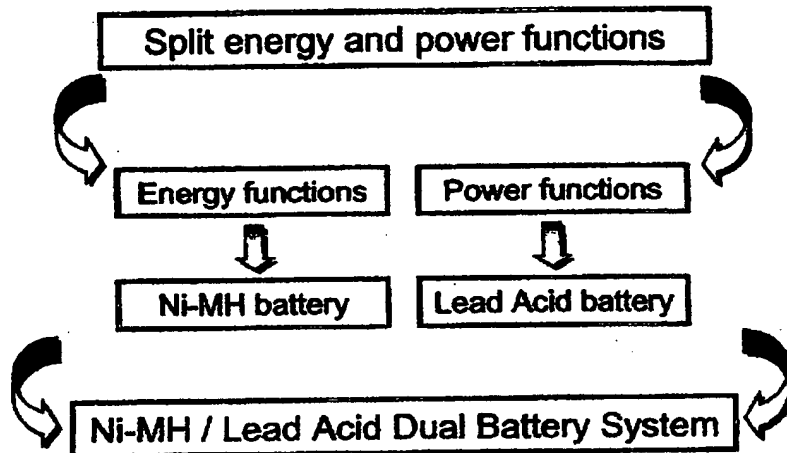 Split energy and power functions
Energy functions
Power functions
Ni-MH battery
Lead Acid battery
Ni-MH / Lead Acid Dual Battery System